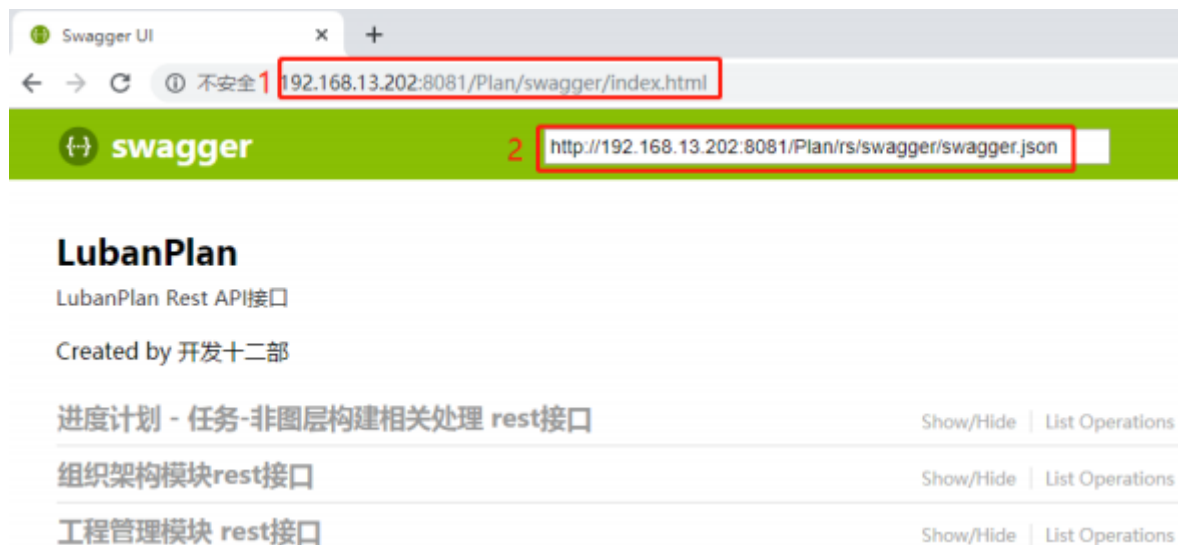 Swagger UI
不安全 1 192.168.13.202:8081/Plan/swagger/index.html
swagger 2 http://192.168.13.202:8081/Plan/rs/swagger/swagger.json
LubanPlan
LubanPlan Rest API接口
Created by 开发十二部
进度计划 - 任务-非图层构建相关处理 rest接口 Show/Hide List Operations
组织架构模块rest接口 Show/Hide List Operations
工程管理模块 rest接口 Show/Hide List Operations